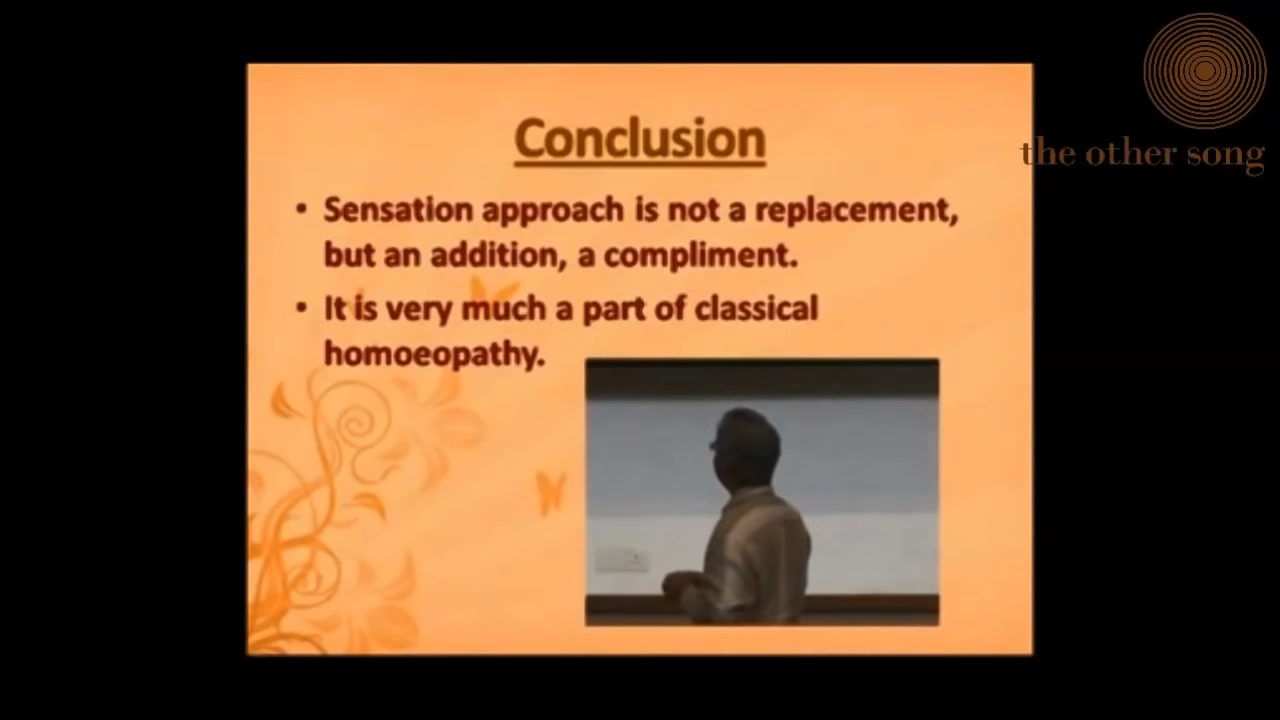 the other song
Conclusion
• Sensation approach is not a replacement,
but an addition, a compliment.
• It is very much a part of classical
homoeopathy.